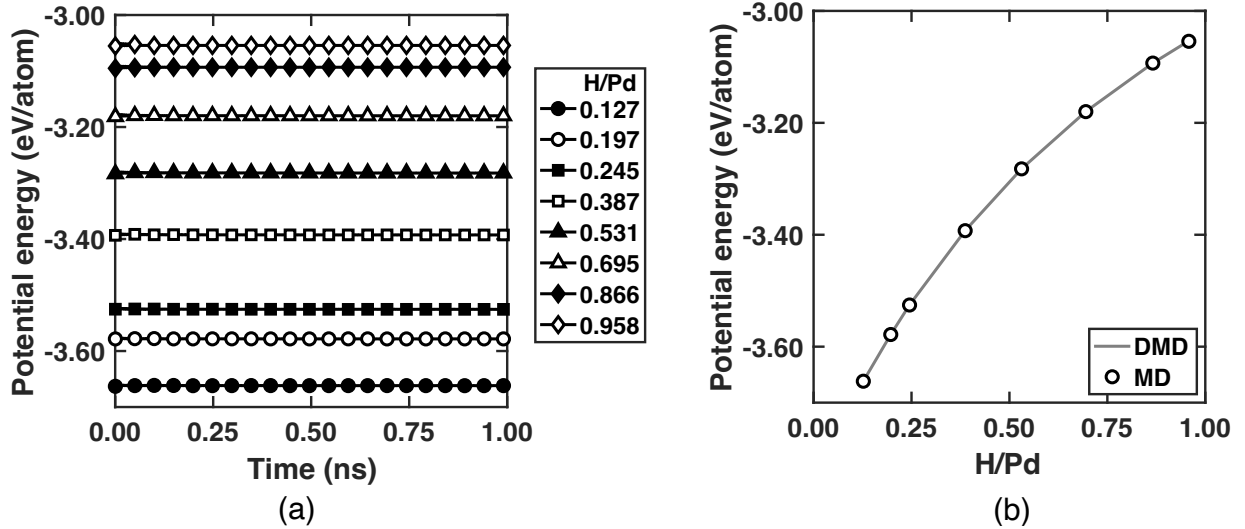 Potential energy (eV/atom)
-3.00
-3.20
-3.40
-3.60
0.00 0.25 0.50 0.75 1.00
Time (ns)
(a)
H/Pd
0.127
0.197
0.245
0.387
0.531
0.695
0.866
0.958
Potential energy (eV/atom)
-3.00
-3.20
-3.40
-3.60
0.00 0.25 0.50 0.75 1.00
H/Pd
(b)
DMD
MD